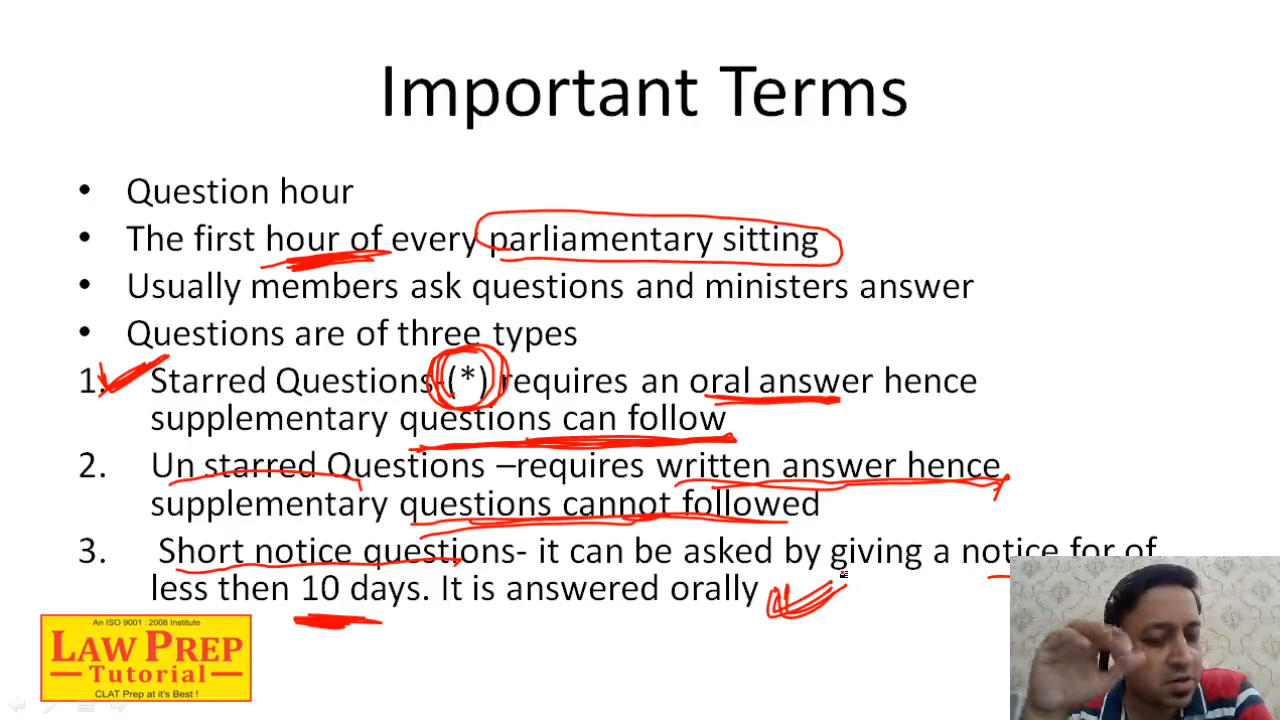 Important Terms
• Question hour
• The first hour of every parliamentary sitting
• Usually members ask questions and ministers answer
• Questions are of three types
1. Starred Questions-(*) requires an oral answer hence
supplementary questions can follow
2. Un starred Questions –requires written answer hence
supplementary questions cannot followed
3. Short notice questions- it can be asked by giving a notice for of
less then 10 days. It is answered orally
An ISO 9001 : 2008 Institute
LAW PREP
Tutorial
CLAT Prep at it's Best !